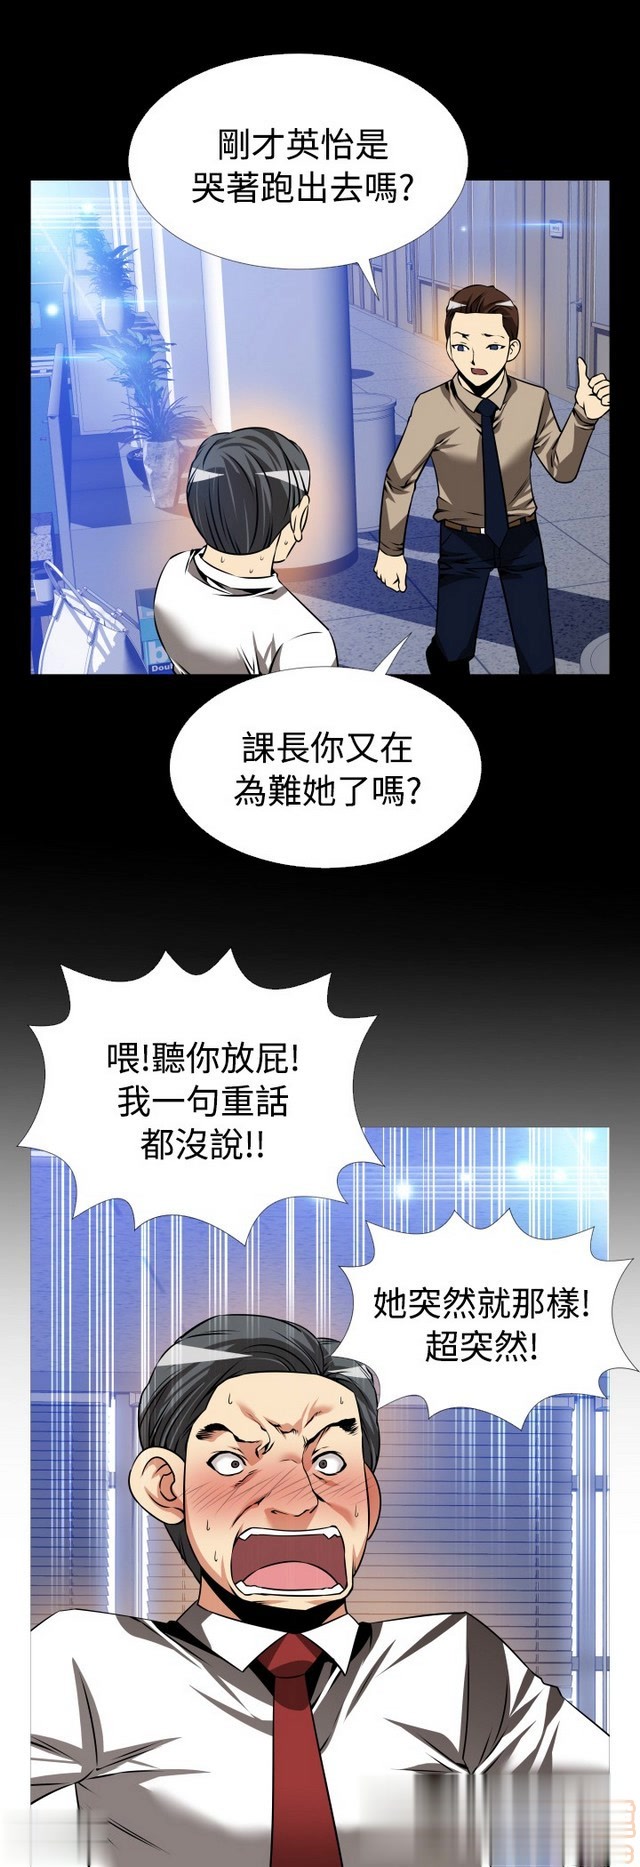 剛才英怡是
哭著跑出去嗎?
Doub
課長你又在
為難她了嗎?
喂!聽你放屁!
我一句重話
都沒說!!
她突然就那樣!
超突然!